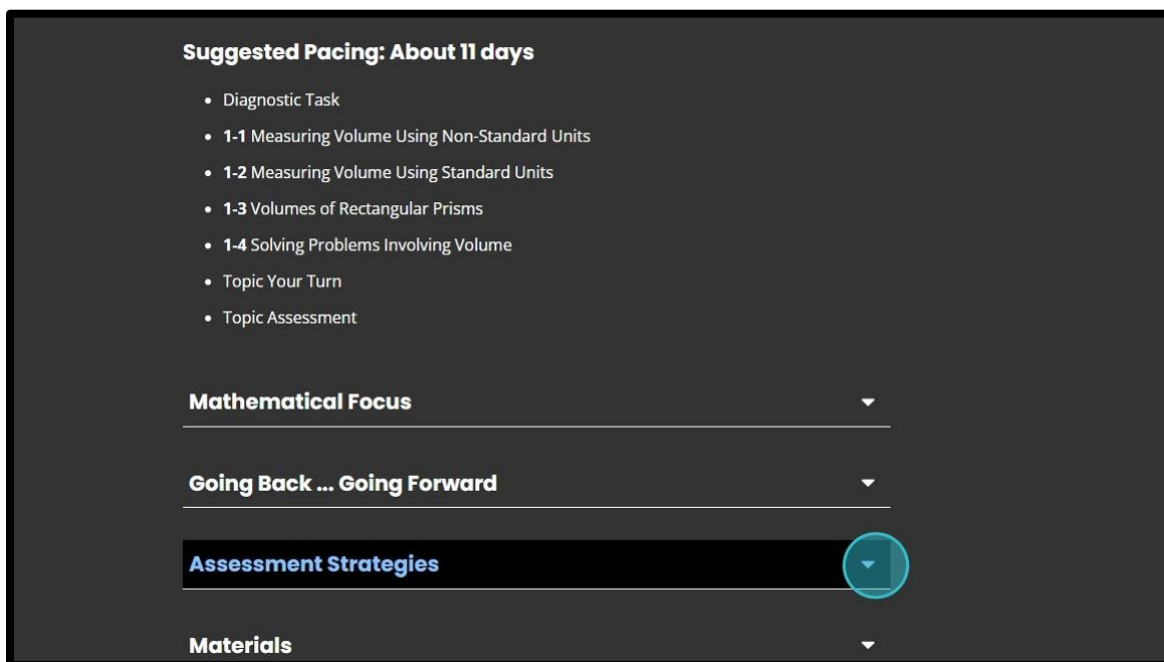 Suggested Pacing: About 11 days
• Diagnostic Task
• 1-1 Measuring Volume Using Non-Standard Units
• 1-2 Measuring Volume Using Standard Units
• 1-3 Volumes of Rectangular Prisms
• 1-4 Solving Problems Involving Volume
• Topic Your Turn
• Topic Assessment
Mathematical Focus
Going Back ... Going Forward
Assessment Strategies
Materials